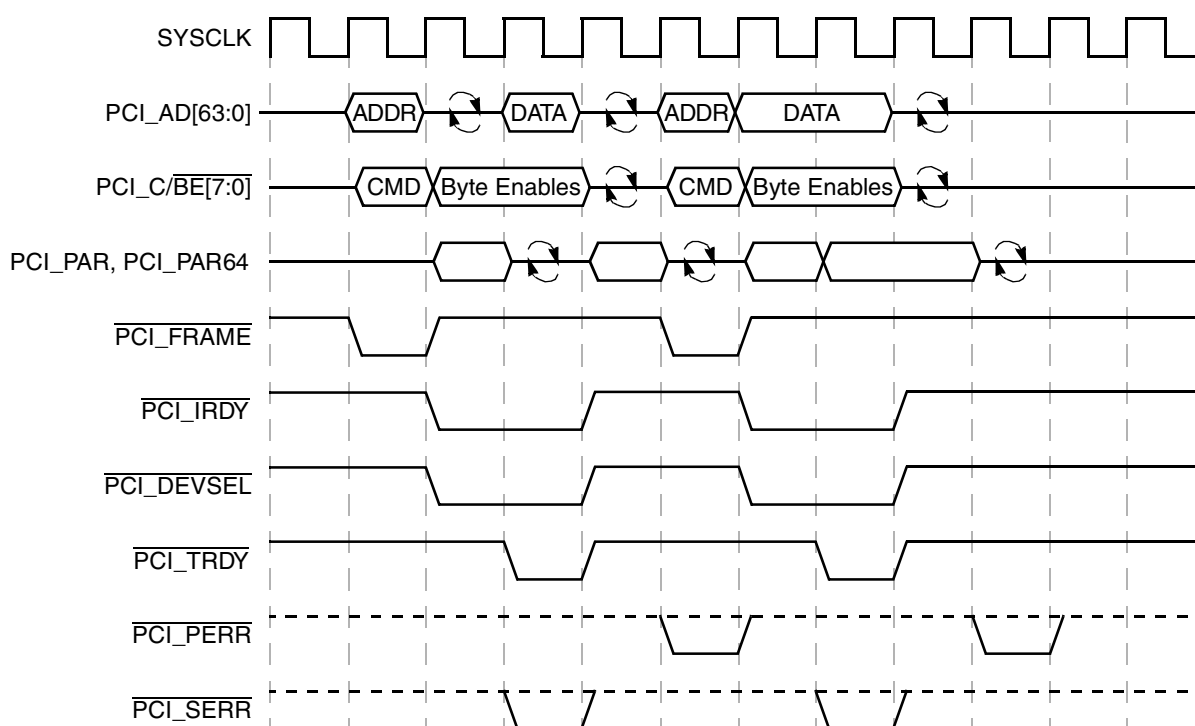 SYSCLK
PCI_AD[63:0] ADDR DATA ADDR DATA
PCI_C/BE[7:0] CMD Byte Enables CMD Byte Enables
PCI_PAR, PCI_PAR64
PCI_FRAME
PCI_IRDY
PCI_DEVSEL
PCI_TRDY
PCI_PERR
PCI_SERR